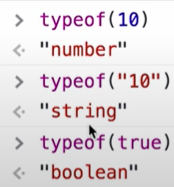 > typeof(10)
<· "number"
> typeof("10")
<· "string"
> typeof(true)
<· "boolean"